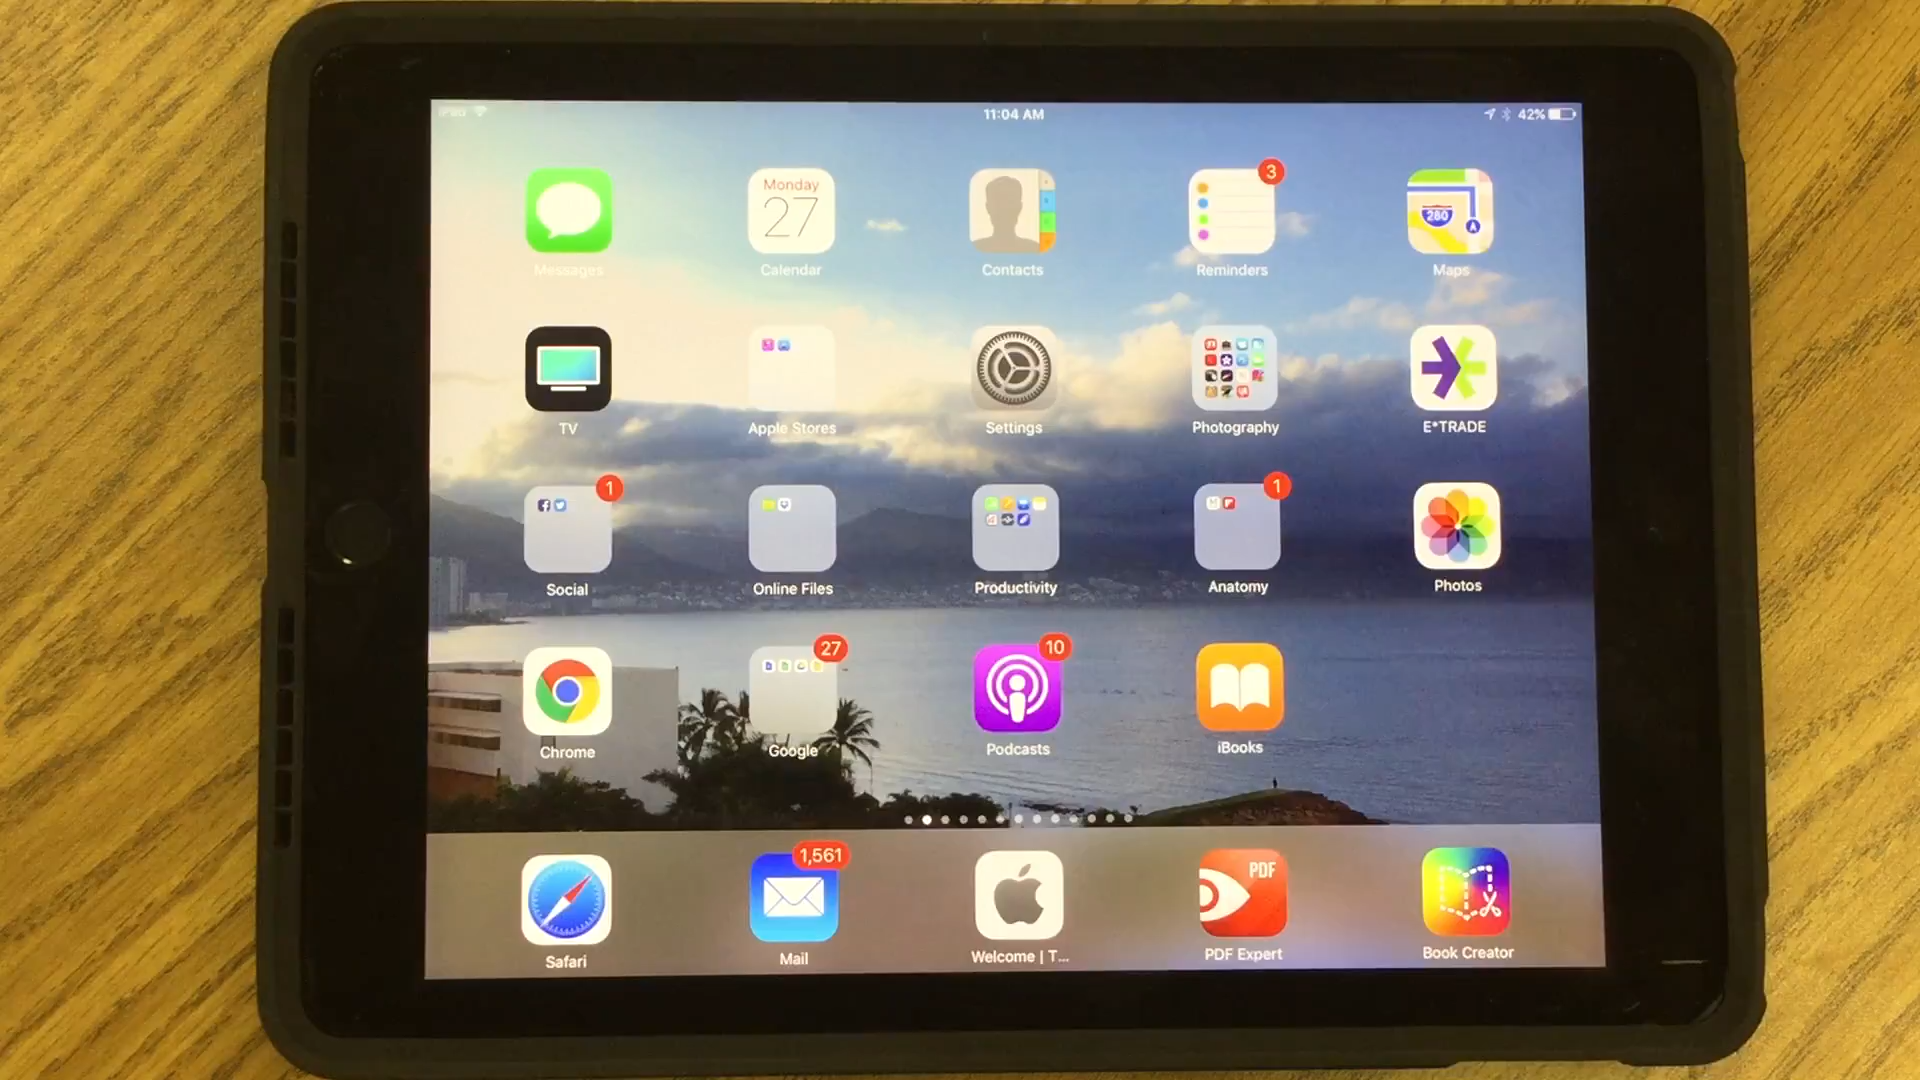 iPad 11:04 AM 42%
3
Monday
27
280
A
Messages Calendar Contacts Reminders Maps
TV Apple Stores Settings Photography E*TRADE
1 1
Social Online Files Productivity Anatomy Photos
27 10
Chrome Google Podcasts iBooks
1,561
PDF
Safari Mail Welcome | T... PDF Expert Book Creator